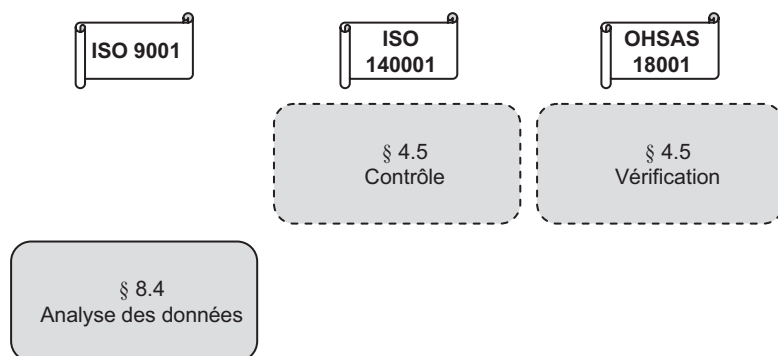 ISO 9001
ISO
140001
OHSAS
18001
§ 4.5
Contrôle
§ 4.5
Vérification
§ 8.4
Analyse des données